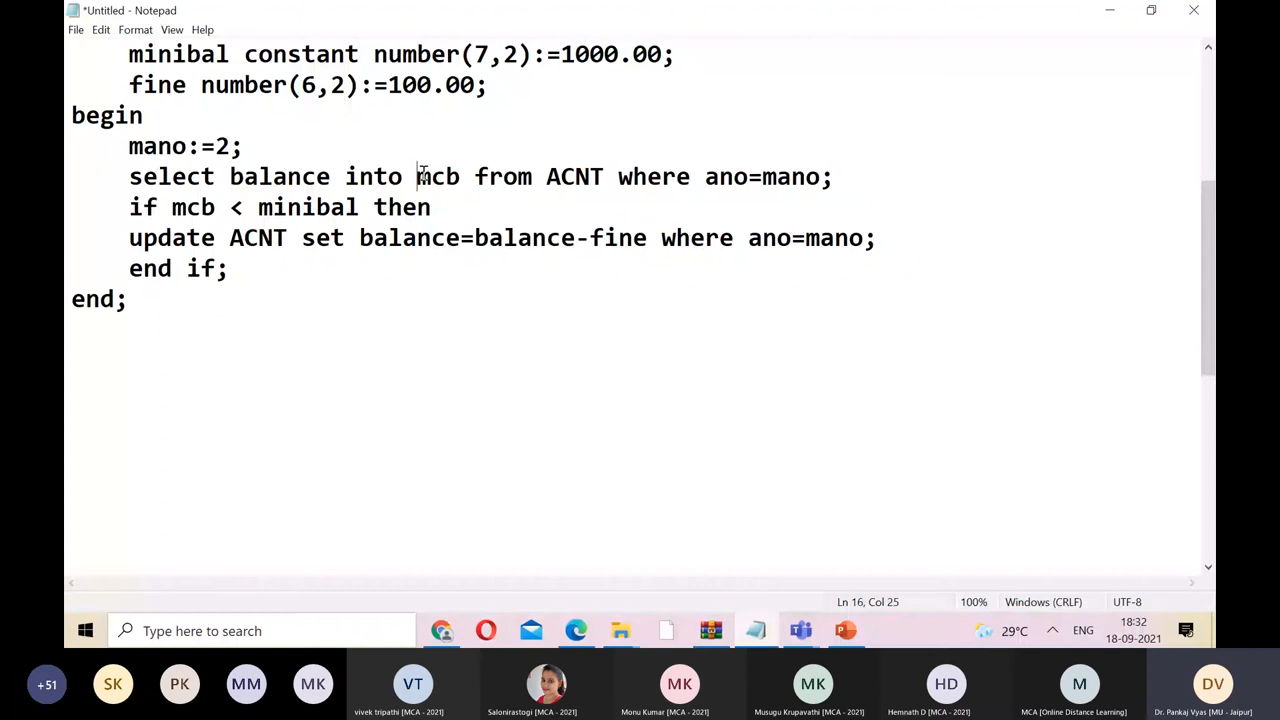 *Untitled - Notepad
File Edit Format View Help
minibal constant number(7,2):=1000.00;
fine number(6,2):=100.00;
begin
mano:=2;
select balance into mcb from ACNT where ano=mano;
if mcb < minibal then
update ACNT set balance=balance-fine where ano=mano;
end if;
end;
Ln 16, Col 25 100% Windows (CRLF) UTF-8
Type here to search 29°C ENG 18:32
18-09-2021
+51 SK PK MM MK VT MK MK HD M DV
vivek tripathi [MCA - 2021] Salonirastogi [MCA - 2021] Monu Kumar [MCA - 2021] Musugu Krupavathi [MCA - 2021] Hemnath D [MCA - 2021] MCA [Online Distance Learning] Dr. Pankaj Vyas [MU - Jaipur]